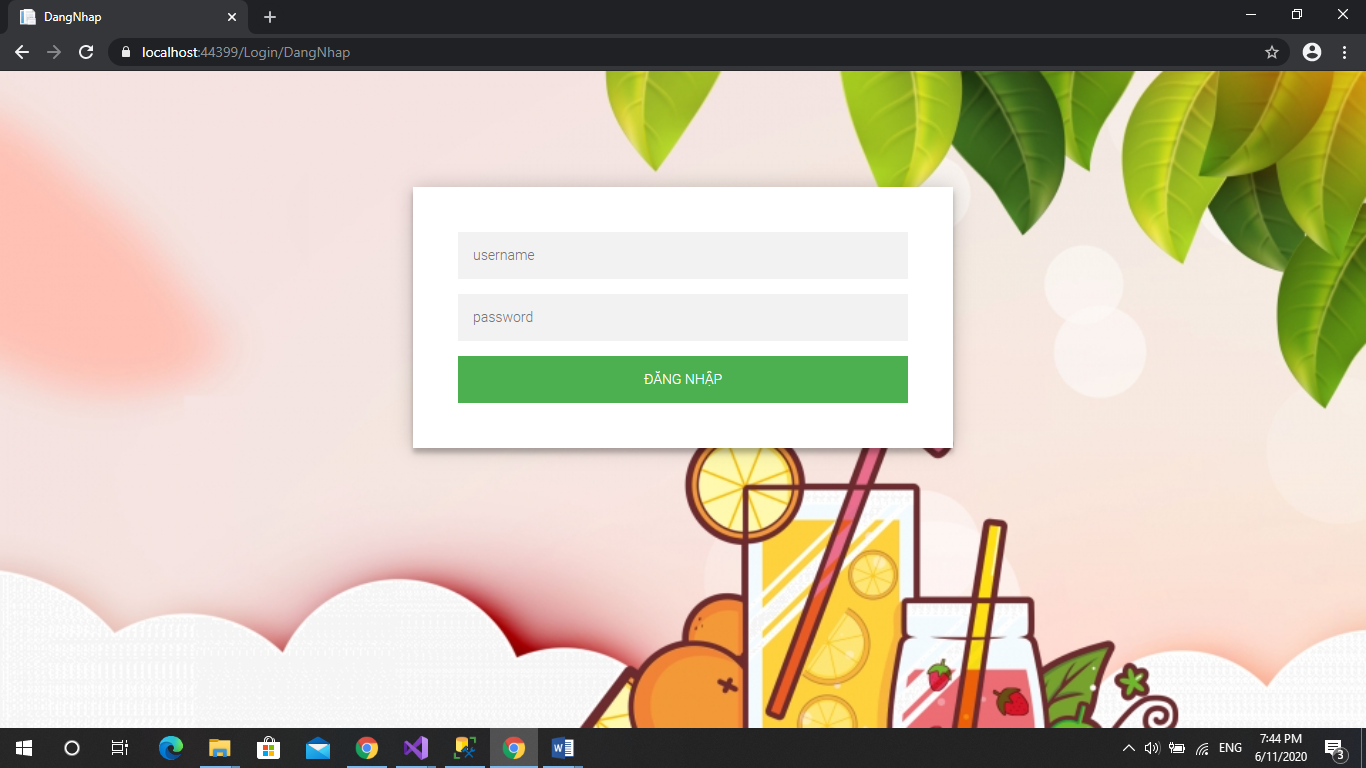 DangNhap
localhost:44399/Login/DangNhap
username
password
ĐĂNG NHẬP
ENG
7:44 PM
6/11/2020
3